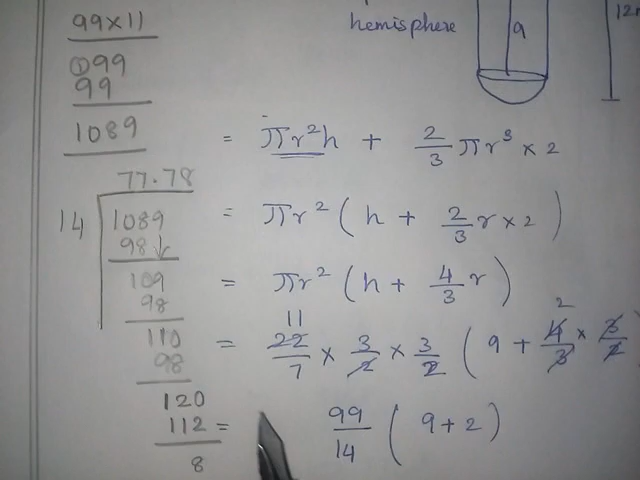 99×11
hemisphere
9
12
①99
99
1089
= πr²h + 2/3 πr³ × 2
77.78
14 1089
= πr² ( h + 2/3 r × 2 )
98↓
109
= πr² ( h + 4/3 r )
98
110
= 11 22/7 × 3/2 × 3/2 ( 9 + 2 4/3 × 3/2 )
98
120
112
= 99/14 ( 9+2 )
8